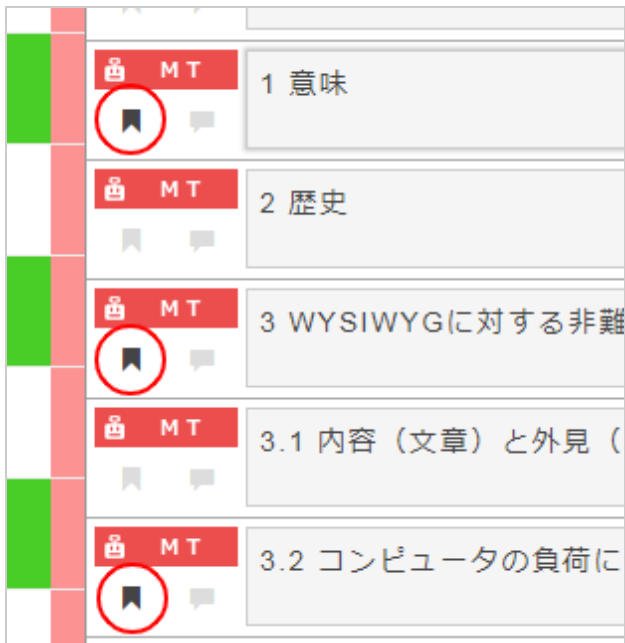 MT
1 意味
MT
2 歴史
MT
3 WYSIWYGに対する非難
MT
3.1 内容（文章）と外見（
MT
3.2 コンピュータの負荷に